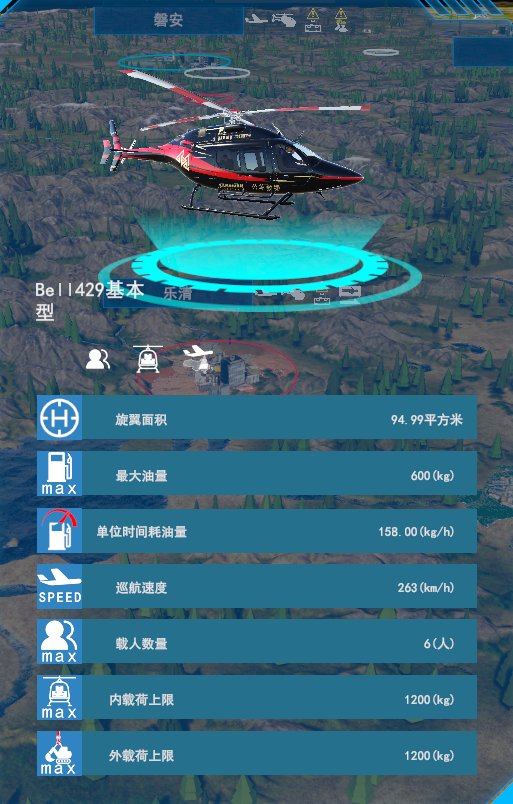 磐安
Bell429基本
型
乐清
旋翼面积 94.99平方米
max 最大油量 600(kg)
单位时间耗油量 158.00(kg/h)
SPEED 巡航速度 263(km/h)
max 载人数量 6(人)
max 内载荷上限 1200(kg)
max 外载荷上限 1200(kg)